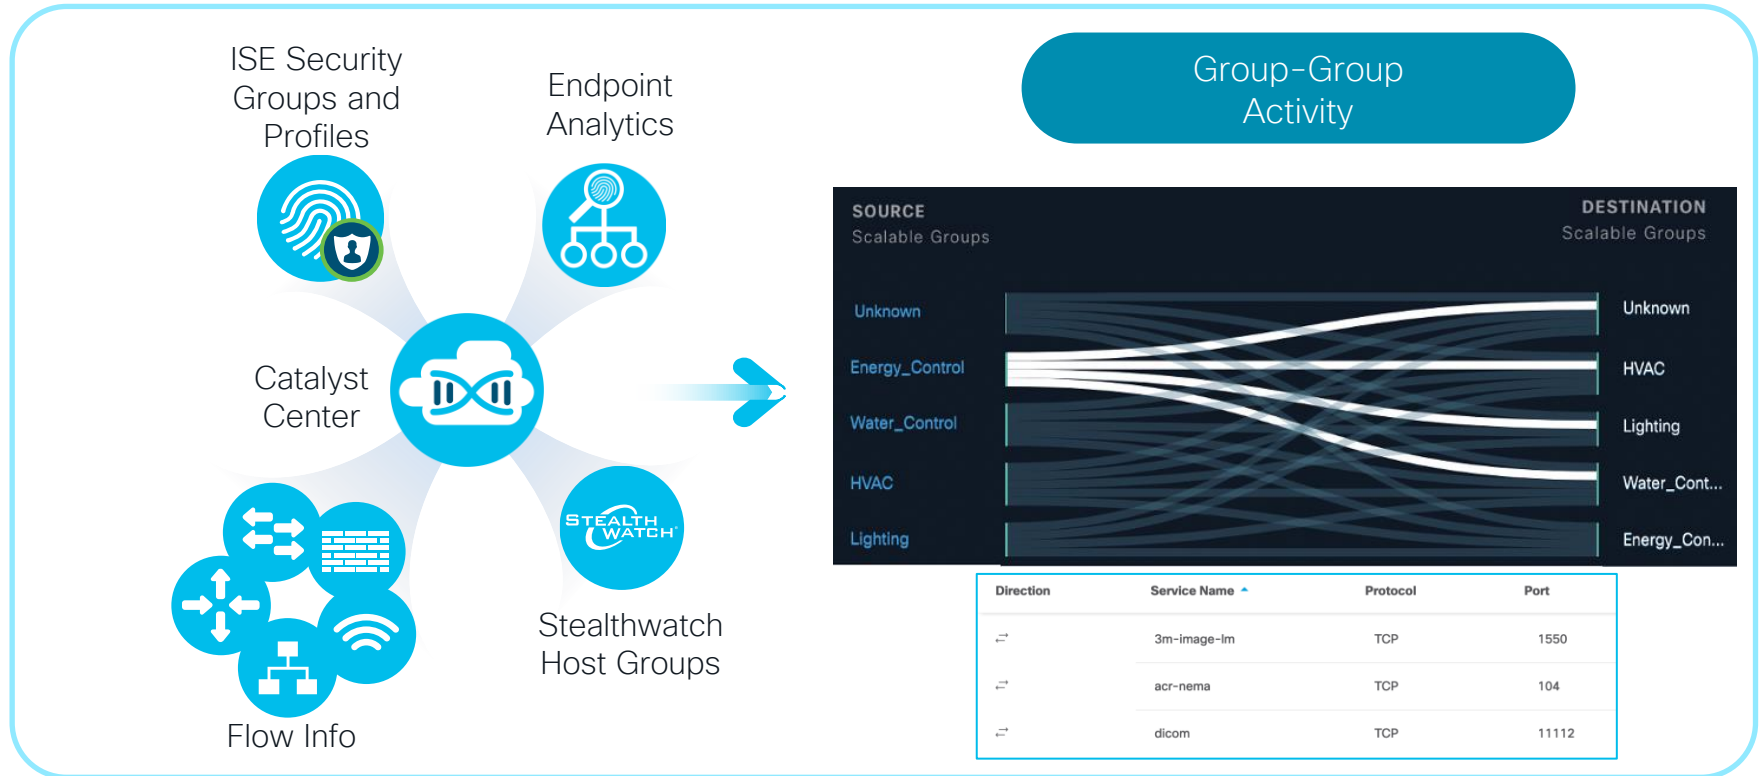 ISE Security
Groups and
Profiles
Endpoint
Analytics
Catalyst
Center
STEALTH
WATCH
Stealthwatch
Host Groups
Flow Info
Group-Group
Activity
SOURCE
Scalable Groups
DESTINATION
Scalable Groups
Unknown
Energy_Control
Water_Control
HVAC
Lighting
Unknown
HVAC
Lighting
Water_Cont...
Energy_Con...
Direction Service Name Protocol Port
3m-image-lm TCP 1550
acr-nema TCP 104
dicom TCP 11112